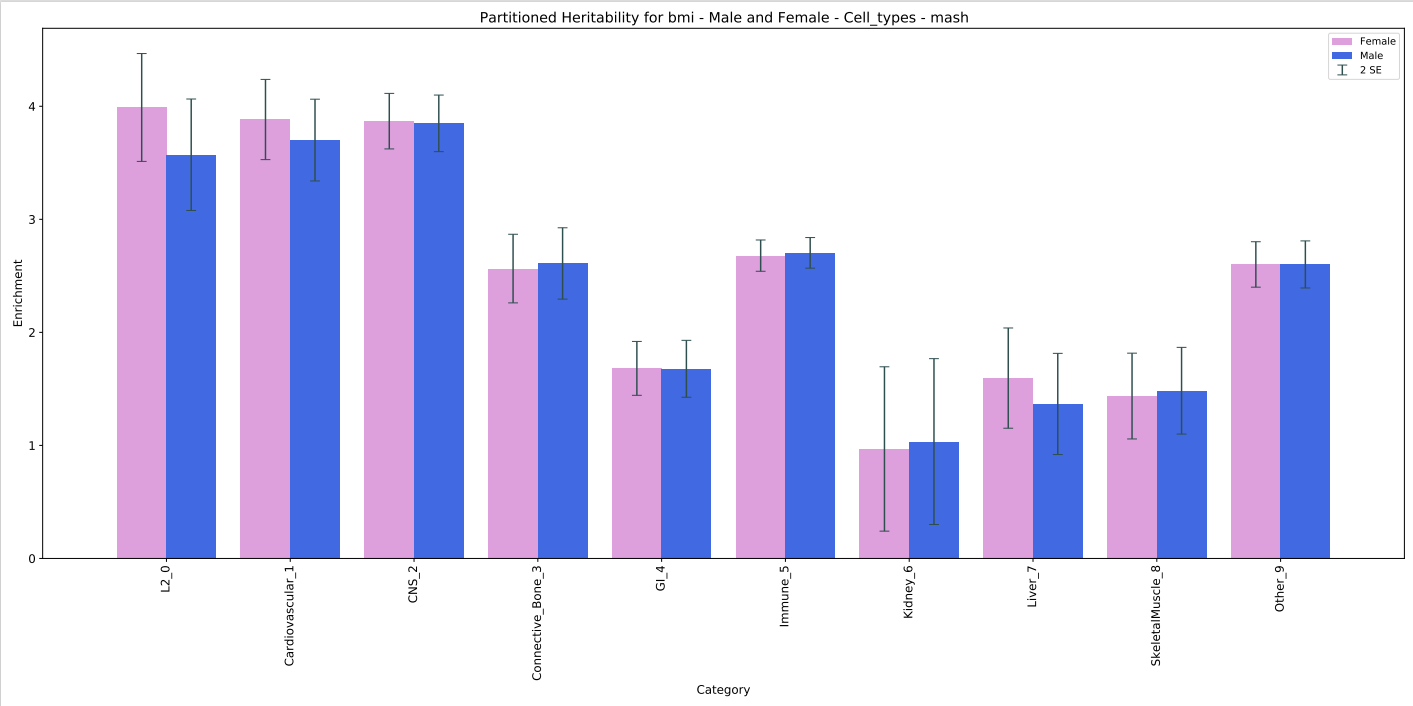 Partitioned Heritability for bmi - Male and Female - Cell_types - mash
Female
Male
2 SE
Enrichment
4
3
2
1
0
L2_0
Cardiovascular_1
CNS_2
Connective_Bone_3
GI_4
Immune_5
Kidney_6
Liver_7
SkeletalMuscle_8
Other_9
Category